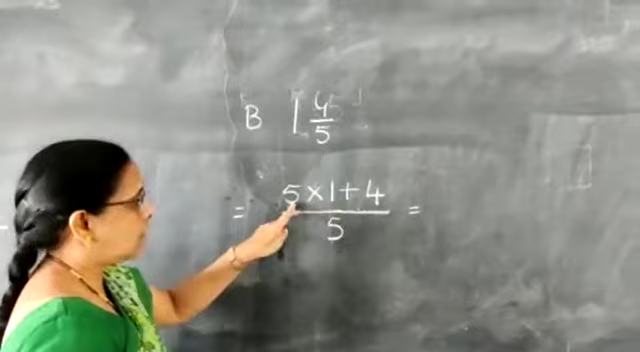 B 1 4/5
= 5×1+4/5 =